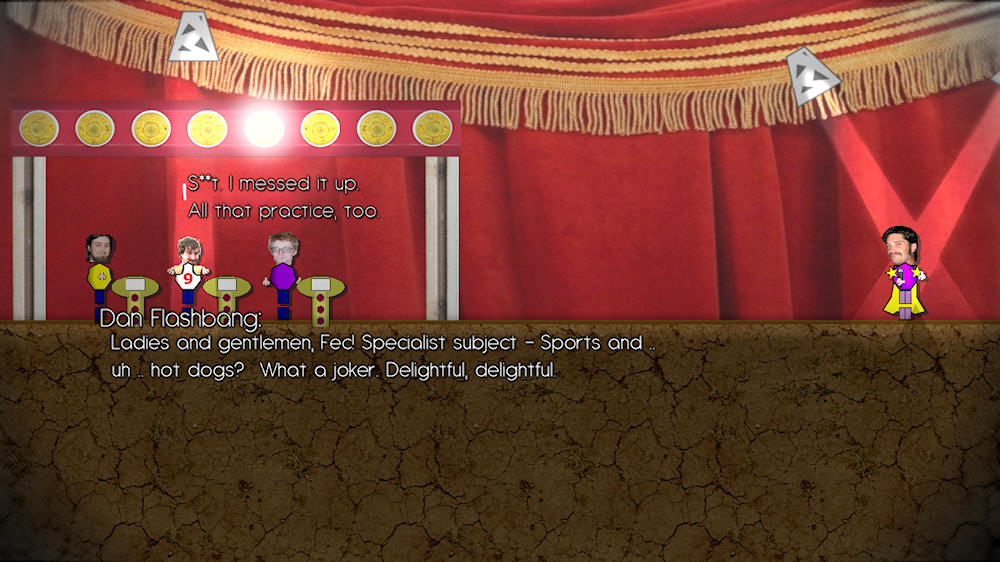 S**t. I messed it up.
All that practice, too.
9
Dan Flashbang:
Ladies and gentlemen, Fec! Specialist subject - Sports and ..
uh .. hot dogs? What a joker. Delightful, delightful.